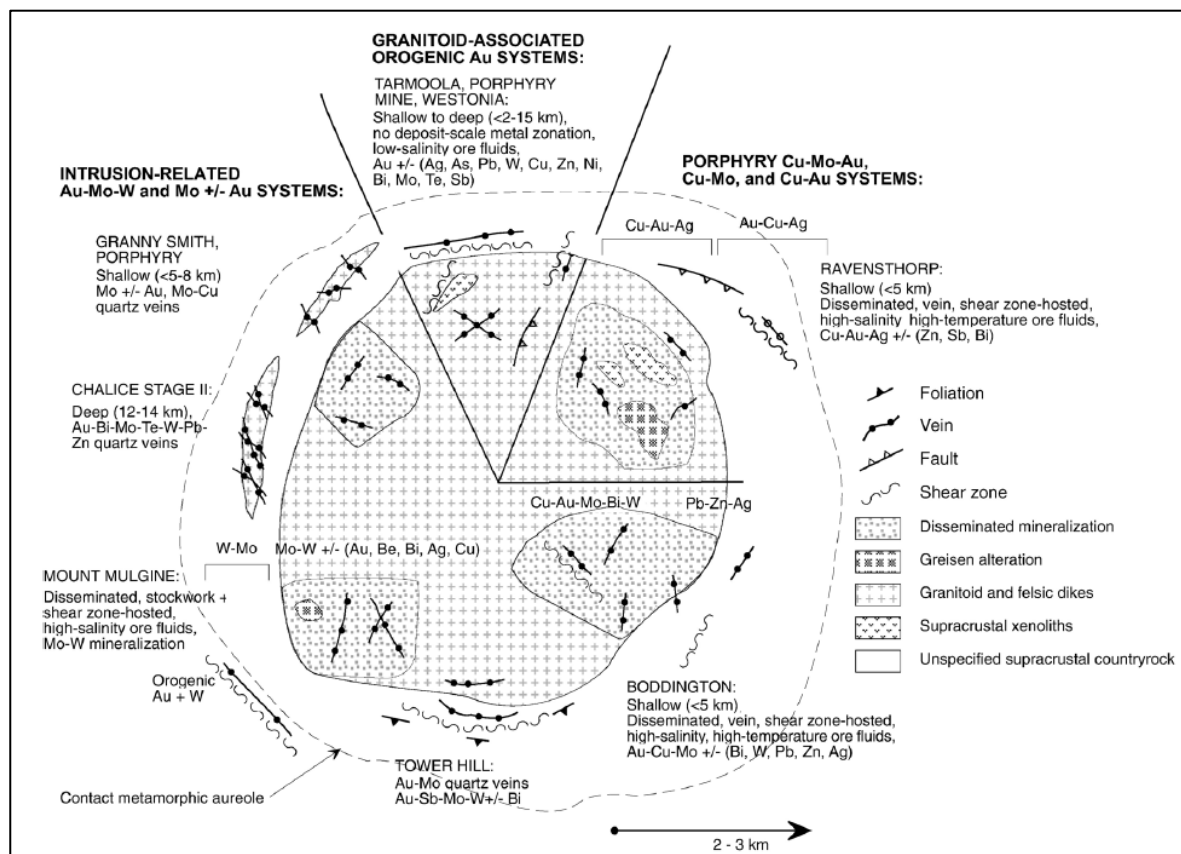 GRANITOID-ASSOCIATED
OROGENIC Au SYSTEMS:
TARMOOLA, PORPHYRY
MINE, WESTONIA:
Shallow to deep (<2-15 km),
no deposit-scale metal zonation,
low-salinity ore fluids,
Au +/- (Ag, As, Pb, W, Cu, Zn, Ni,
Bi, Mo, Te, Sb)
INTRUSION-RELATED
Au-Mo-W and Mo +/- Au SYSTEMS:
PORPHYRY Cu-Mo-Au,
Cu-Mo, and Cu-Au SYSTEMS:
GRANNY SMITH,
PORPHYRY
Shallow (<5-8 km)
Mo +/- Au, Mo-Cu
quartz veins
Cu-Au-Ag
Au-Cu-Ag
RAVENSTHORP:
Shallow (<5 km)
Disseminated, vein, shear zone-hosted,
high-salinity high-temperature ore fluids,
Cu-Au-Ag +/- (Zn, Sb, Bi)
CHALICE STAGE II:
Deep (12-14 km),
Au-Bi-Mo-Te-W-Pb-
Zn quartz veins
Foliation
Vein
Fault
Shear zone
Disseminated mineralization
Greisen alteration
Granitoid and felsic dikes
Supracrustal xenoliths
Unspecified supracrustal countryrock
Cu-Au-Mo-Bi-W
Pb-Zn-Ag
W-Mo
Mo-W +/- (Au, Be, Bi, Ag, Cu)
MOUNT MULGINE:
Disseminated, stockwork +
shear zone-hosted,
high-salinity ore fluids,
Mo-W mineralization
Orogenic
Au + W
BODDINGTON:
Shallow (<5 km)
Disseminated, vein, shear zone-hosted,
high-salinity, high-temperature ore fluids,
Au-Cu-Mo +/- (Bi, W, Pb, Zn, Ag)
TOWER HILL:
Au-Mo quartz veins
Au-Sb-Mo-W+/- Bi
Contact metamorphic aureole
2 - 3 km